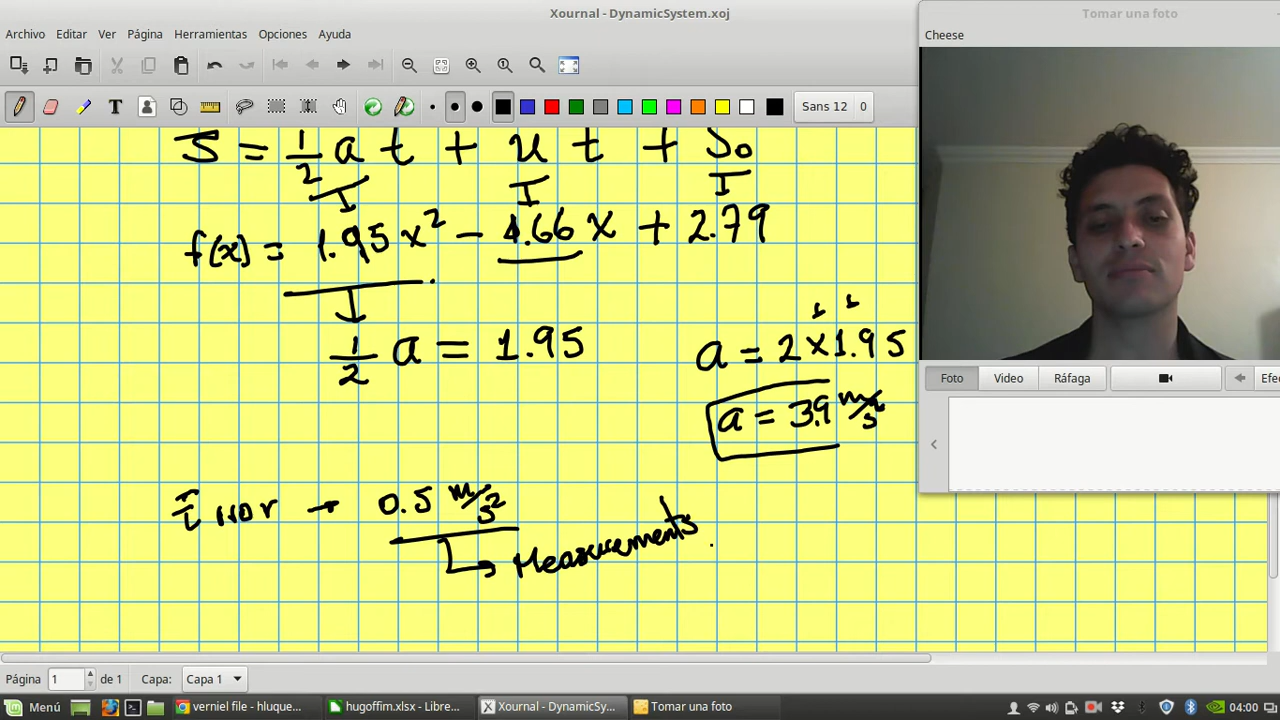 Xournal - DynamicSystem.xoj
Tomar una foto
Archivo Editar Ver Página Herramientas Opciones Ayuda
Cheese
Sans 12 0
S = 1/2 a t + u t + So
f(x) = 1.95 x² - 4.66 x + 2.79
1/2 a = 1.95
a = 2 x 1.95
a = 3.9 m/s
Error → 0.5 m/s²
Measurements
Foto Video Ráfaga Efe
Página 1 de 1 Capa: Capa 1
Menú verniel file - hluque... hugoffim.xlsx - Libre... Xournal - DynamicSy... Tomar una foto 04:00